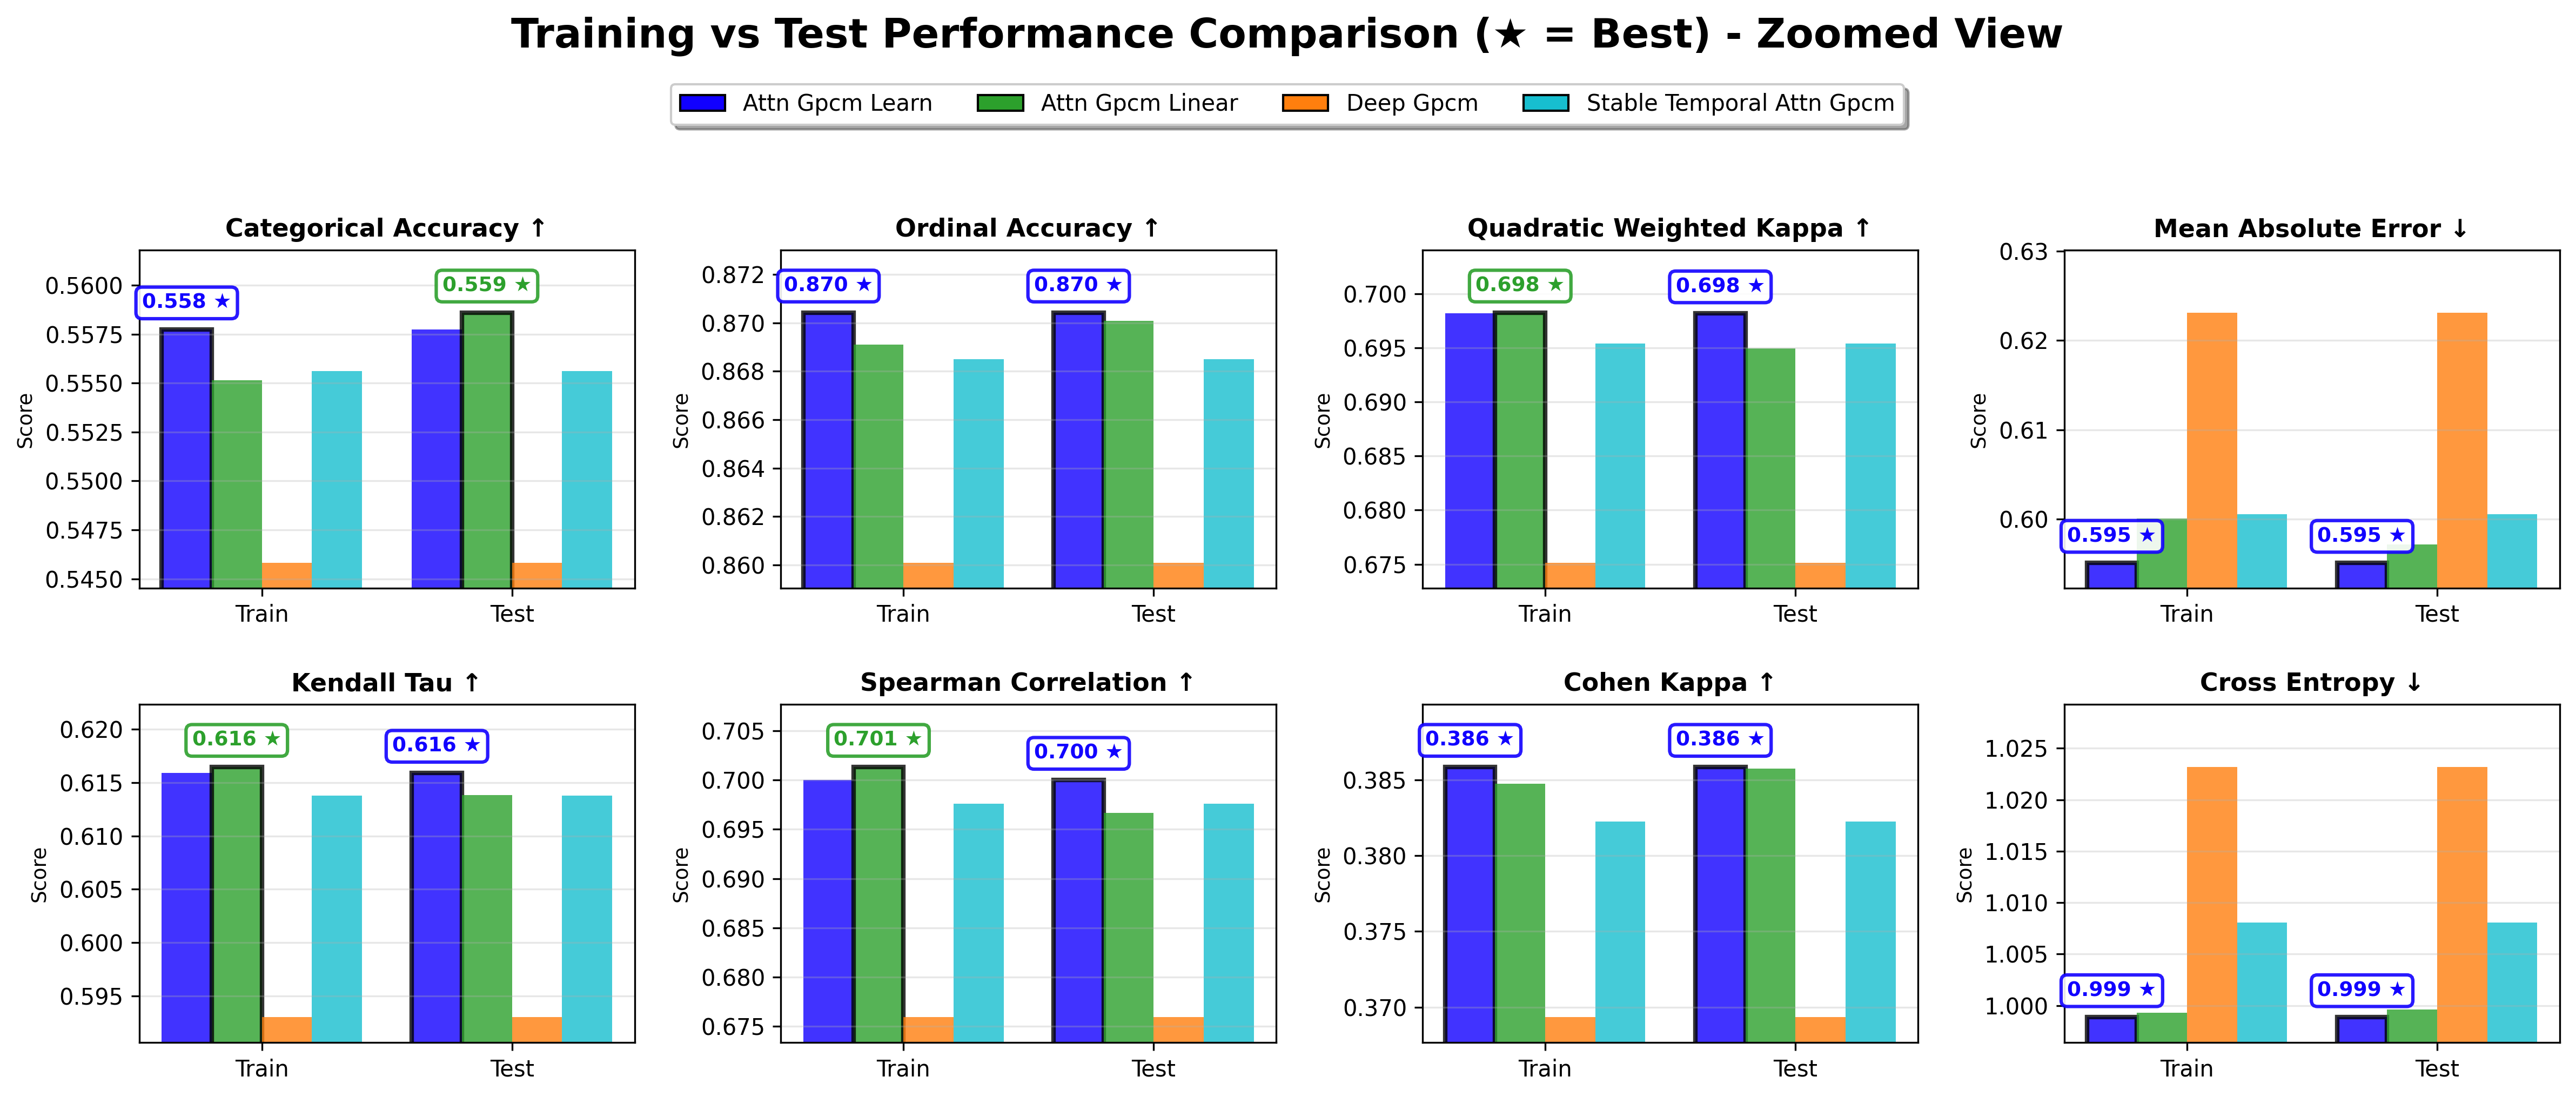 Training vs Test Performance Comparison (★ = Best) - Zoomed View
Attn Gpcm Learn
Attn Gpcm Linear
Deep Gpcm
Stable Temporal Attn Gpcm
Categorical Accuracy ↑
Score
0.5600
0.5575
0.5550
0.5525
0.5500
0.5475
0.5450
0.558 ★
0.559 ★
Train
Test
Ordinal Accuracy ↑
Score
0.872
0.870
0.868
0.866
0.864
0.862
0.860
0.870 ★
0.870 ★
Train
Test
Quadratic Weighted Kappa ↑
Score
0.700
0.695
0.690
0.685
0.680
0.675
0.698 ★
0.698 ★
Train
Test
Mean Absolute Error ↓
Score
0.63
0.62
0.61
0.60
0.595 ★
0.595 ★
Train
Test
Kendall Tau ↑
Score
0.620
0.615
0.610
0.605
0.600
0.595
0.616 ★
0.616 ★
Train
Test
Spearman Correlation ↑
Score
0.705
0.700
0.695
0.690
0.685
0.680
0.675
0.701 ★
0.700 ★
Train
Test
Cohen Kappa ↑
Score
0.385
0.380
0.375
0.370
0.386 ★
0.386 ★
Train
Test
Cross Entropy ↓
Score
1.025
1.020
1.015
1.010
1.005
1.000
0.999 ★
0.999 ★
Train
Test